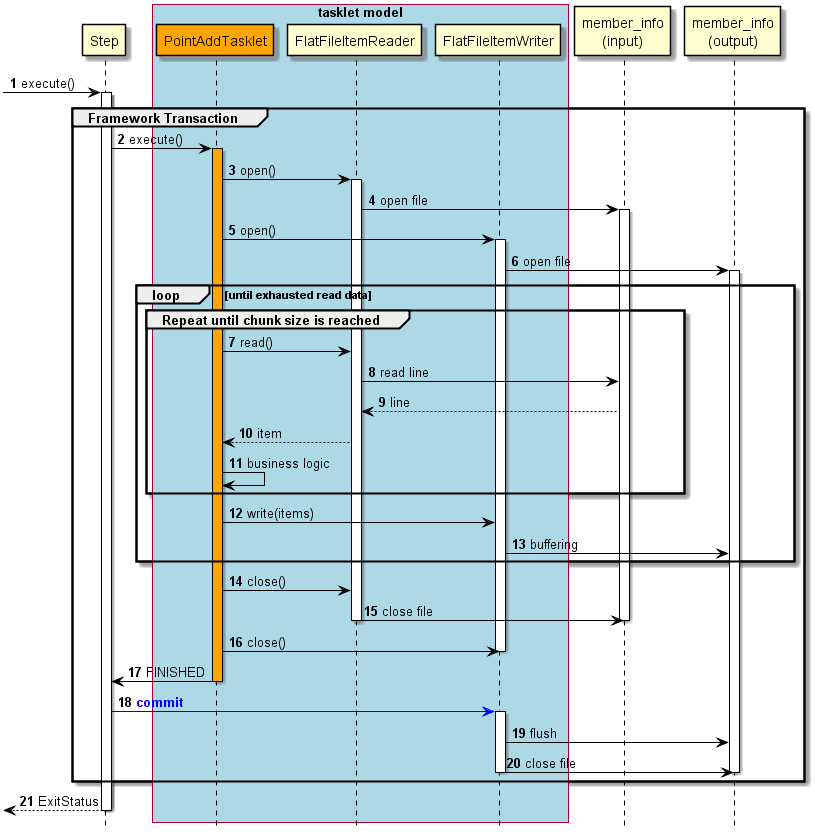 tasklet model
Step
PointAddTasklet
FlatFileItemReader
FlatFileItemWriter
member_info
(input)
member_info
(output)
1 execute()
Framework Transaction
2 execute()
3 open()
4 open file
5 open()
6 open file
loop [until exhausted read data]
Repeat until chunk size is reached
7 read()
8 read line
9 line
10 item
11 business logic
12 write(items)
13 buffering
14 close()
15 close file
16 close()
17 FINISHED
18 commit
19 flush
20 close file
21 ExitStatus